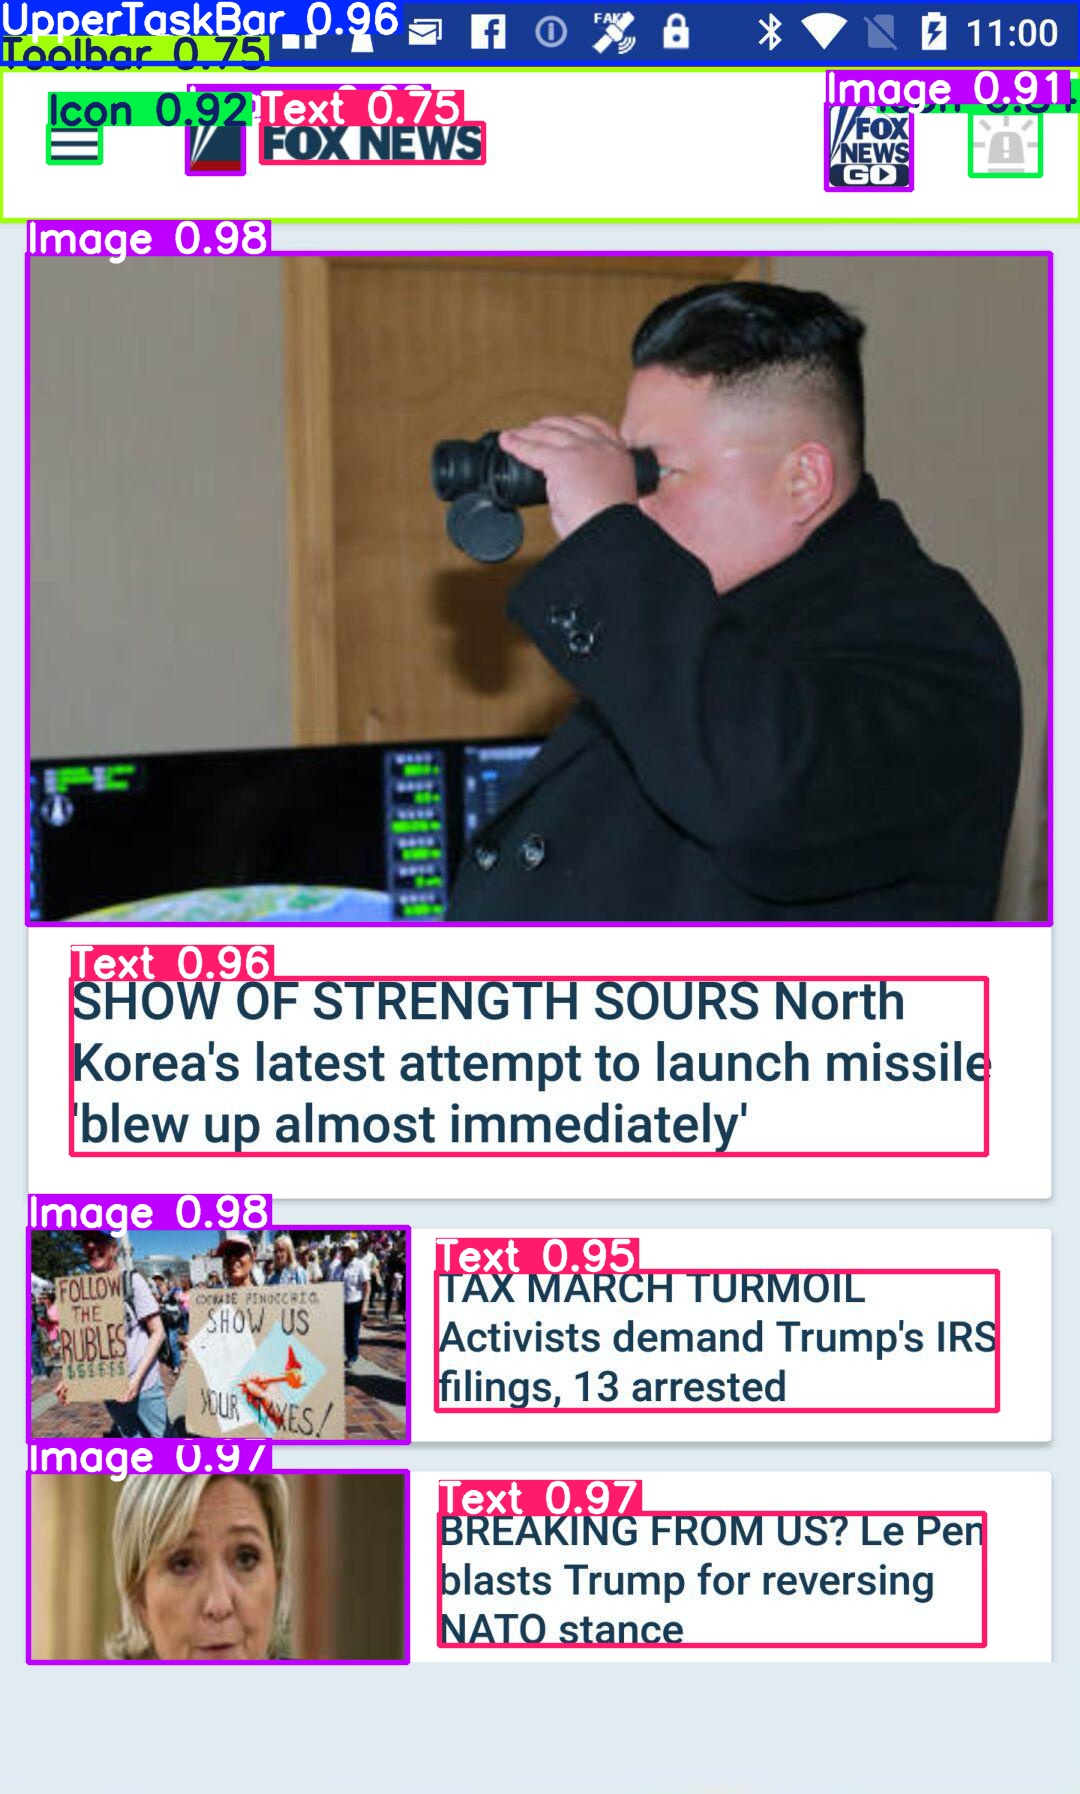 UpperTaskBar 0.96
FAKE
11:00
Toolbar 0.75
Icon 0.92
Text 0.75
Image 0.91
FOX NEWS
FOX
NEWS
GO
Image 0.98
Text 0.96
SHOW OF STRENGTH SOURS North
Korea's latest attempt to launch missile
'blew up almost immediately'
Image 0.98
FOLLOW
THE
RUBLES
$$$$$$
SHOW US
YOUR TAXES!
Text 0.95
TAX MARCH TURMOIL
Activists demand Trump's IRS
filings, 13 arrested
Image 0.97
Text 0.97
BREAKING FROM US? Le Pen
blasts Trump for reversing
NATO stance